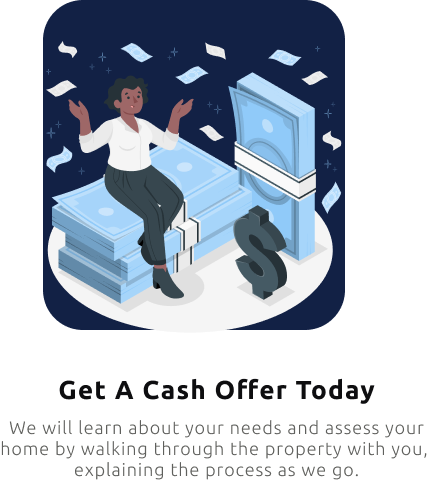 Get A Cash Offer Today
We will learn about your needs and assess your
home by walking through the property with you,
explaining the process as we go.